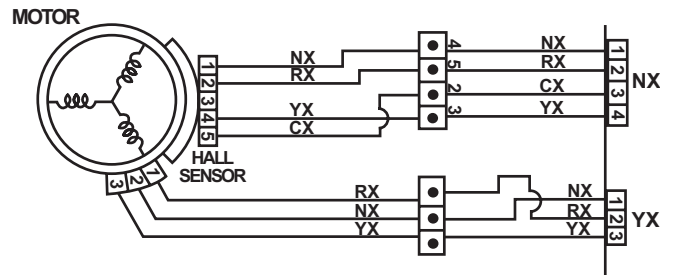 MOTOR
1 NX 4 NX 1
2 RX 5 RX 2
3 2 CX 3 NX
4 YX 3 YX 4
5 CX
HALL
SENSOR
3 2 1
RX NX 1
NX RX 2 YX
YX YX 3